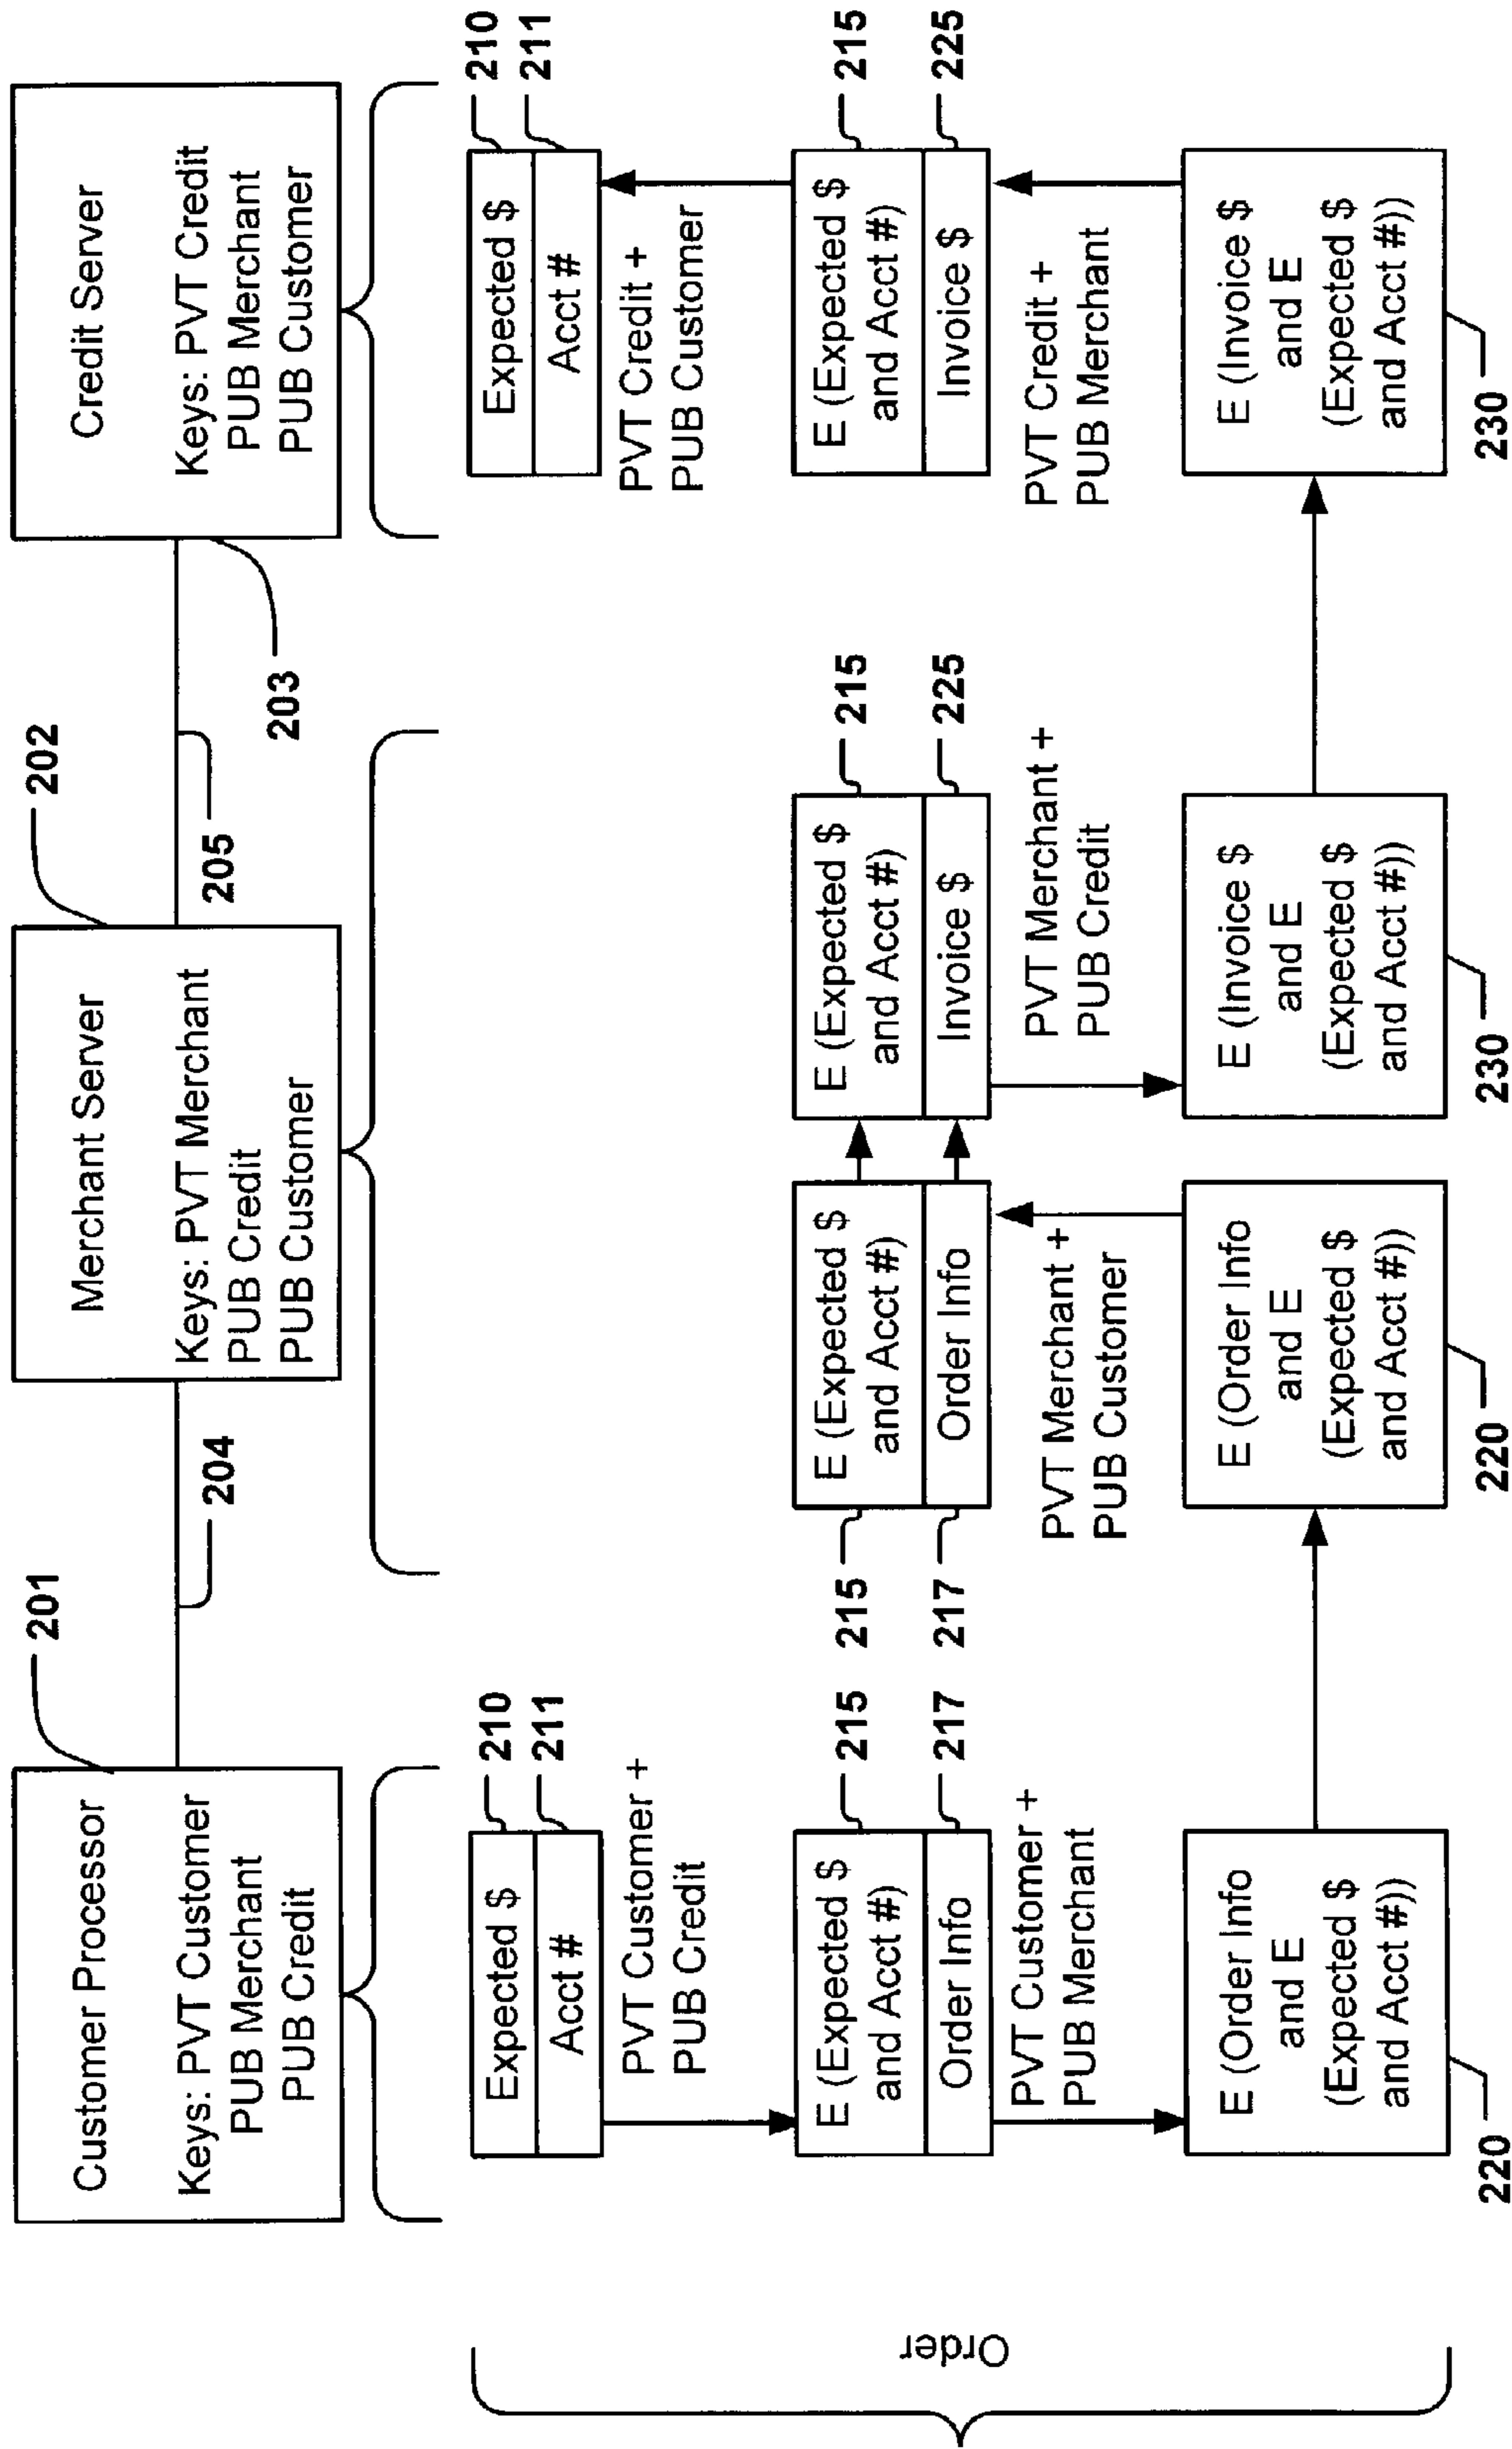 Customer Processor
Keys: PVT Customer
PUB Merchant
PUB Credit
201
204
Merchant Server
Keys: PVT Merchant
PUB Credit
PUB Customer
202
205
Credit Server
Keys: PVT Credit
PUB Merchant
PUB Customer
203
Order
Expected $
Acct #
210
211
PVT Customer +
PUB Credit
E (Expected $
and Acct #)
Order Info
215
217
PVT Customer +
PUB Merchant
E (Order Info
and E
(Expected $
and Acct #))
220
215
217
E (Expected $
and Acct #)
Order Info
PVT Merchant +
PUB Customer
E (Order Info
and E
(Expected $
and Acct #))
220
E (Expected $
and Acct #)
Invoice $
215
225
PVT Merchant +
PUB Credit
E (Invoice $
and E
(Expected $
and Acct #))
230
Expected $
Acct #
210
211
PVT Credit +
PUB Customer
E (Expected $
and Acct #)
Invoice $
215
225
PVT Credit +
PUB Merchant
E (Invoice $
and E
(Expected $
and Acct #))
230